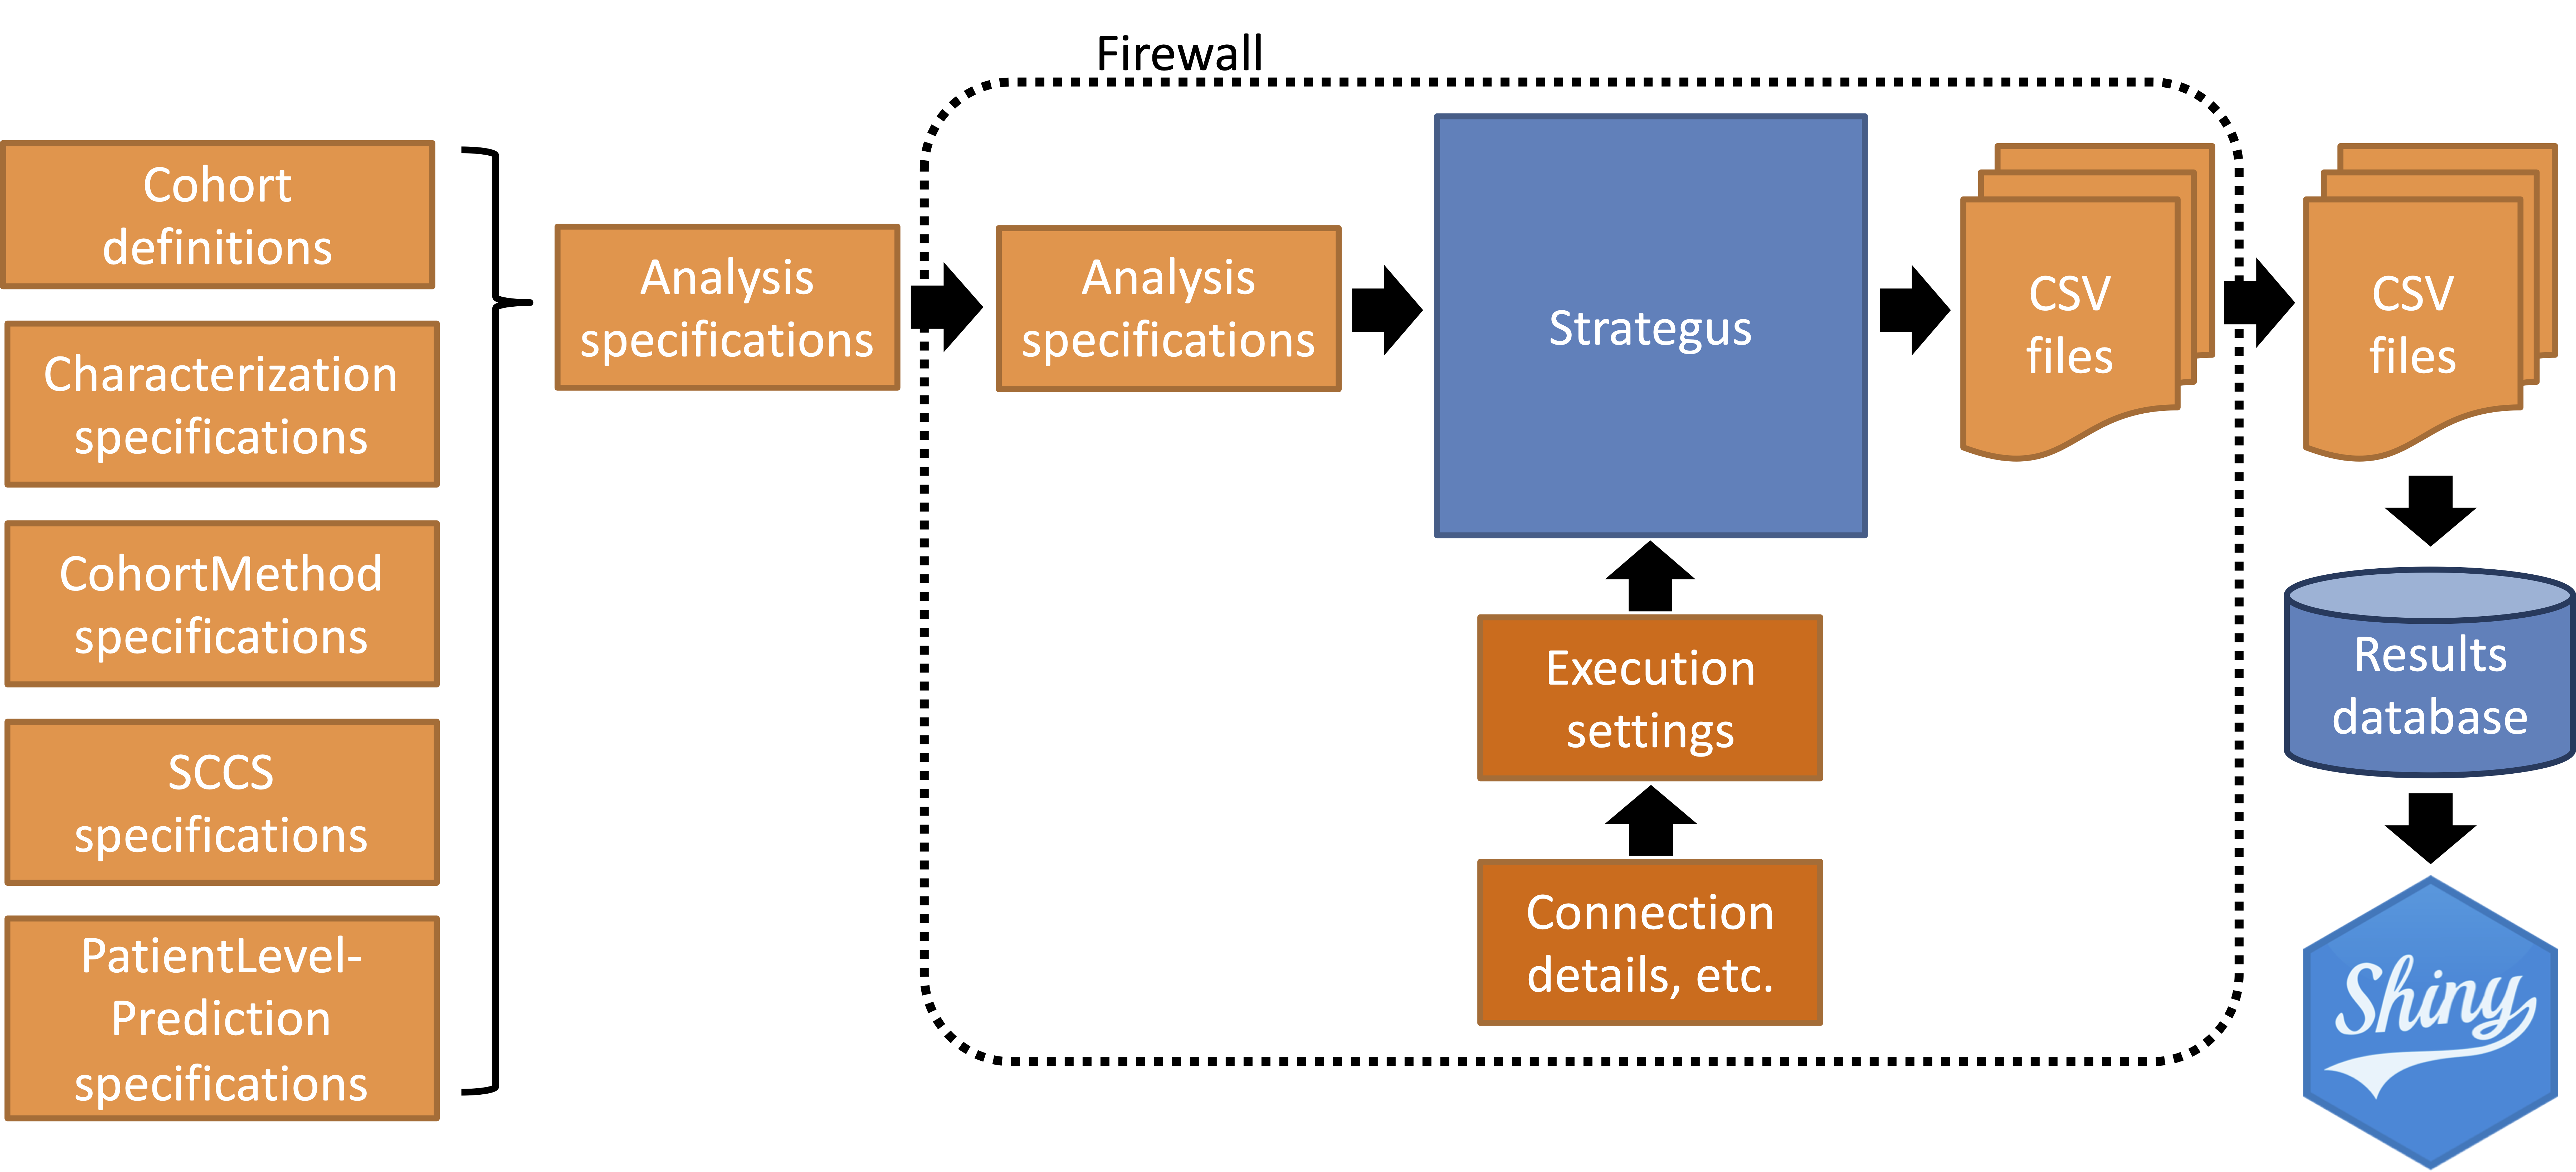 Firewall
Cohort
definitions
Characterization
specifications
CohortMethod
specifications
SCCS
specifications
PatientLevel-
Prediction
specifications
Analysis
specifications
Analysis
specifications
Strategus
Execution
settings
Connection
details, etc.
CSV
files
CSV
files
Results
database
Shiny